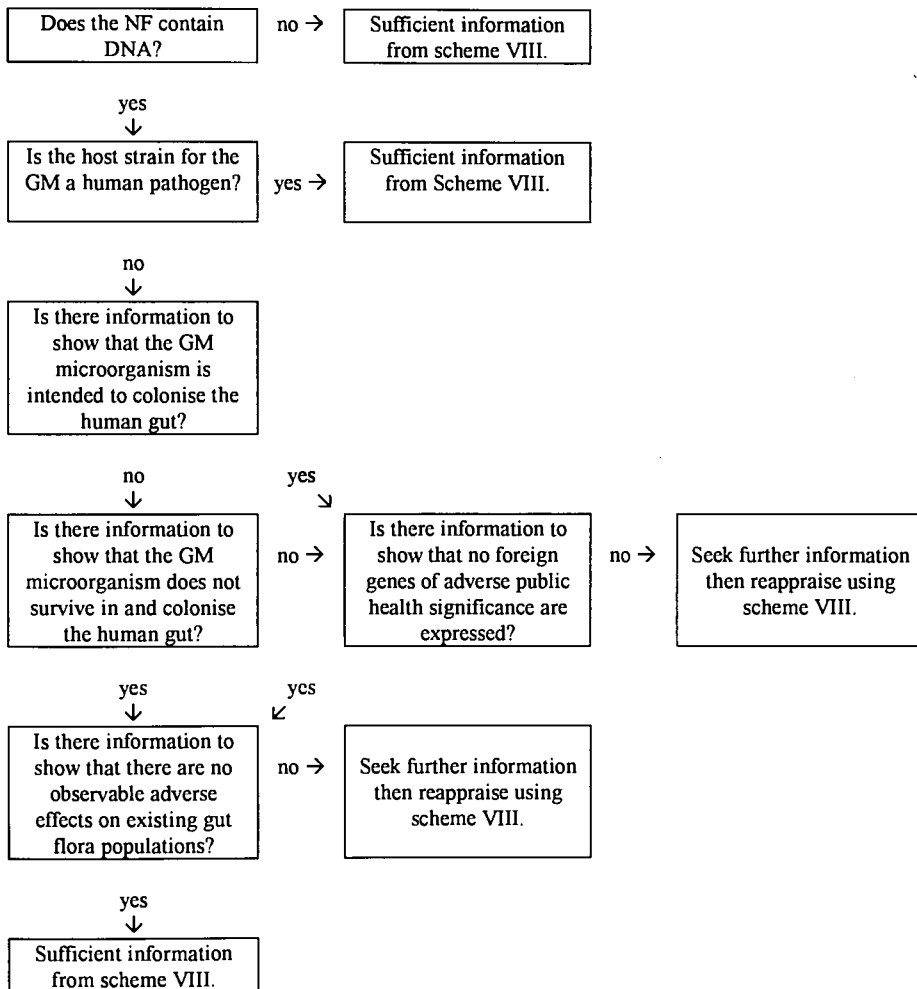 Does the NF contain
DNA?
no →
Sufficient information
from scheme VIII.
yes
↓
Is the host strain for the
GM a human pathogen?
yes →
Sufficient information
from Scheme VIII.
no
↓
Is there information to
show that the GM
microorganism is
intended to colonise the
human gut?
no
↓
yes
↘
Is there information to
show that the GM
microorganism does not
survive in and colonise
the human gut?
no →
Is there information to
show that no foreign
genes of adverse public
health significance are
expressed?
no →
Seek further information
then reappraise using
scheme VIII.
yes
↓
yes
↙
Is there information to
show that there are no
observable adverse
effects on existing gut
flora populations?
no →
Seek further information
then reappraise using
scheme VIII.
yes
↓
Sufficient information
from scheme VIII.